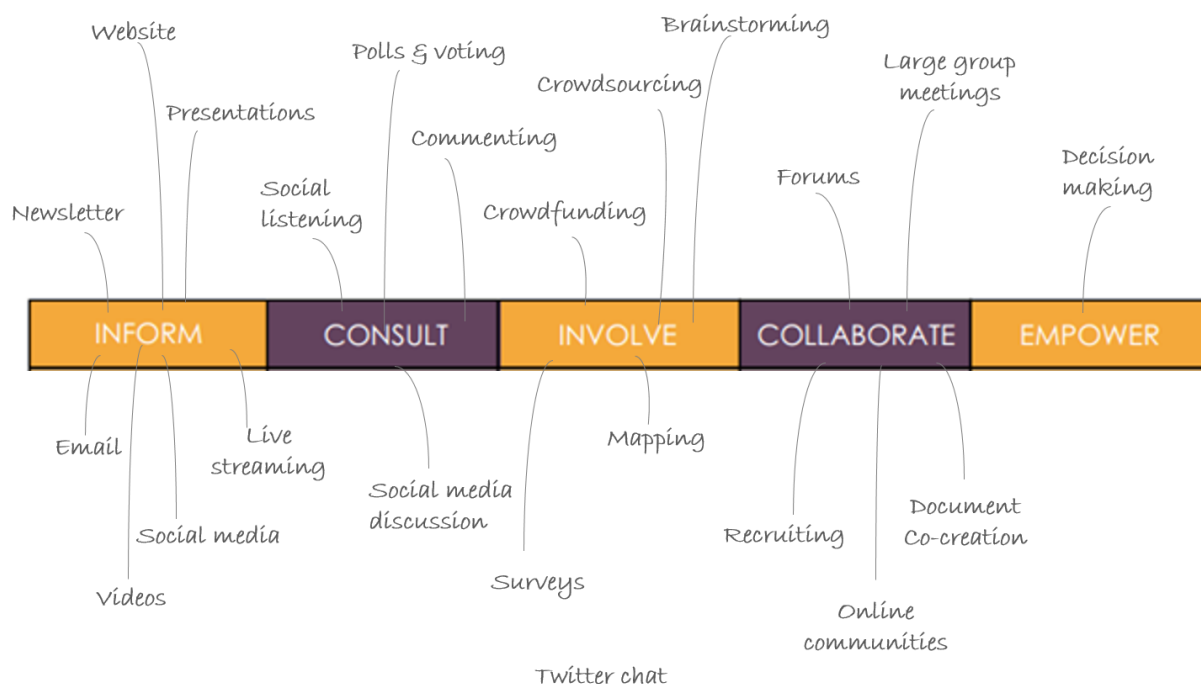 Website
Brainstorming
Polls & voting
Large group
meetings
Crowdsourcing
Presentations
Commenting
Decision
making
Forums
Social
listening
Newsletter
Crowdfunding
INFORM
CONSULT
INVOLVE
COLLABORATE
EMPOWER
Email
Live
streaming
Mapping
Social media
discussion
Document
Co-creation
Social media
Recruiting
Surveys
Videos
Online
communities
Twitter chat